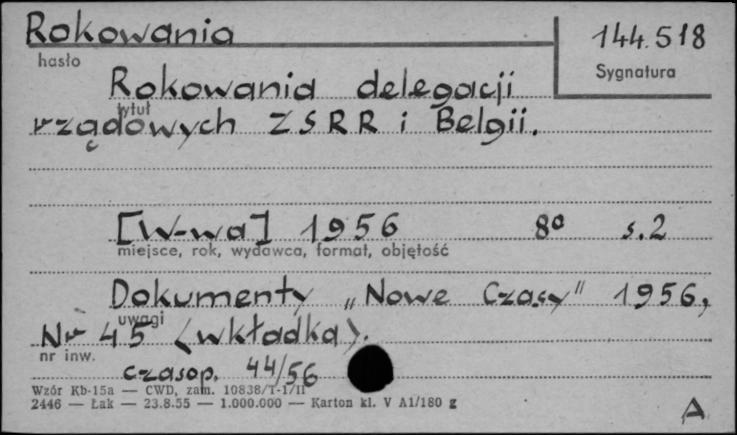 Rokowania
144.518
hasło
Sygnatura
Rokowania delegacji
tytuł
rządowych ZSRR i Belgii.
[W-wa] 1956 8° s.2
miejsce, rok, wydawca, format, objętość
Dokumenty „Nowe Czasy" 1956,
uwagi
Nr 45 (wkładka).
nr inw.
czasop. 44/56
Wzór Kb-15a — CWD, zam. 10838/T-1/II
2446 — Łak — 23.8.55 — 1.000.000 — Karton kl. V A1/180 g
A